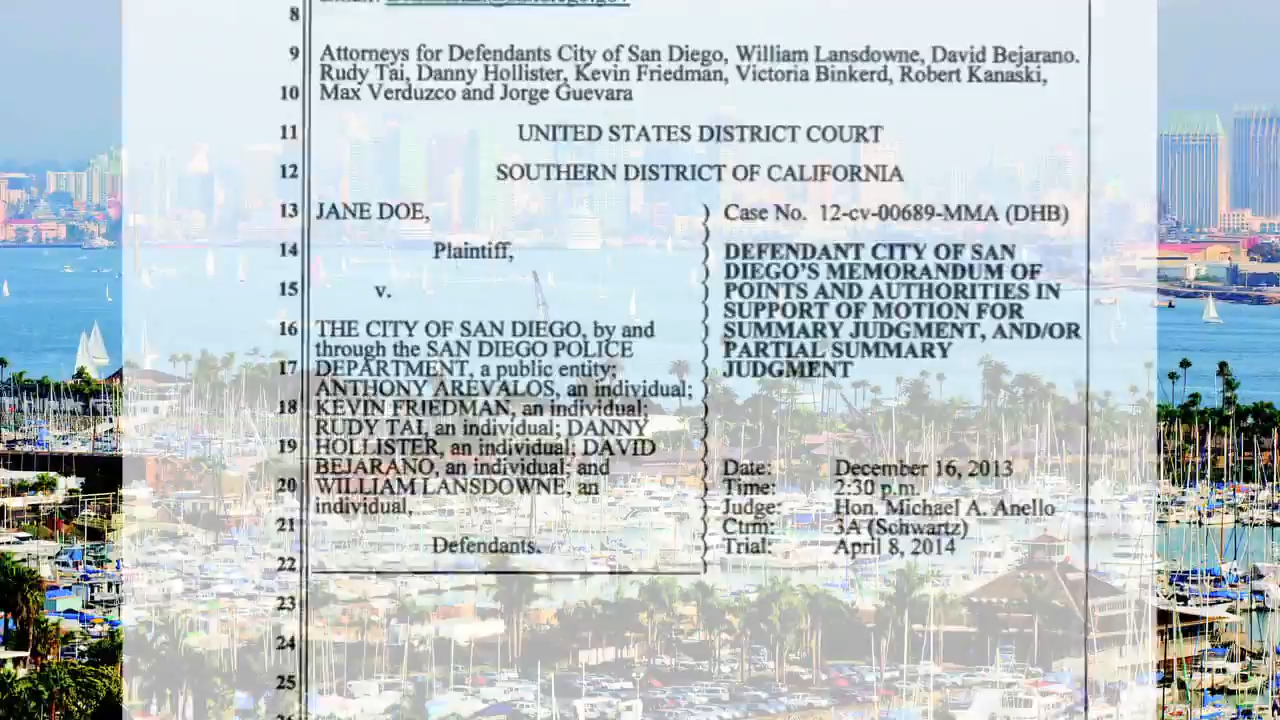 8
9 Attorneys for Defendants City of San Diego, William Lansdowne, David Bejarano.
Rudy Tai, Danny Hollister, Kevin Friedman, Victoria Binkerd, Robert Kanaski,
10 Max Verduzco and Jorge Guevara
11 UNITED STATES DISTRICT COURT
12 SOUTHERN DISTRICT OF CALIFORNIA
13 JANE DOE,
14 Plaintiff,
15 v.
16 THE CITY OF SAN DIEGO, by and
through the SAN DIEGO POLICE
17 DEPARTMENT, a public entity;
ANTHONY AREVALOS, an individual;
18 KEVIN FRIEDMAN, an individual;
RUDY TAI, an individual; DANNY
19 HOLLISTER, an individual; DAVID
BEJARANO, an individual; and
20 WILLIAM LANSDOWNE, an
individual,
21
Defendants.
22
) Case No. 12-cv-00689-MMA (DHB)
DEFENDANT CITY OF SAN
DIEGO'S MEMORANDUM OF
POINTS AND AUTHORITIES IN
SUPPORT OF MOTION FOR
SUMMARY JUDGMENT, AND/OR
PARTIAL SUMMARY
JUDGMENT
Date: December 16, 2013
Time: 2:30 p.m.
Judge: Hon. Michael A. Anello
Ctrm: 3A (Schwartz)
Trial: April 8, 2014
23
24
25